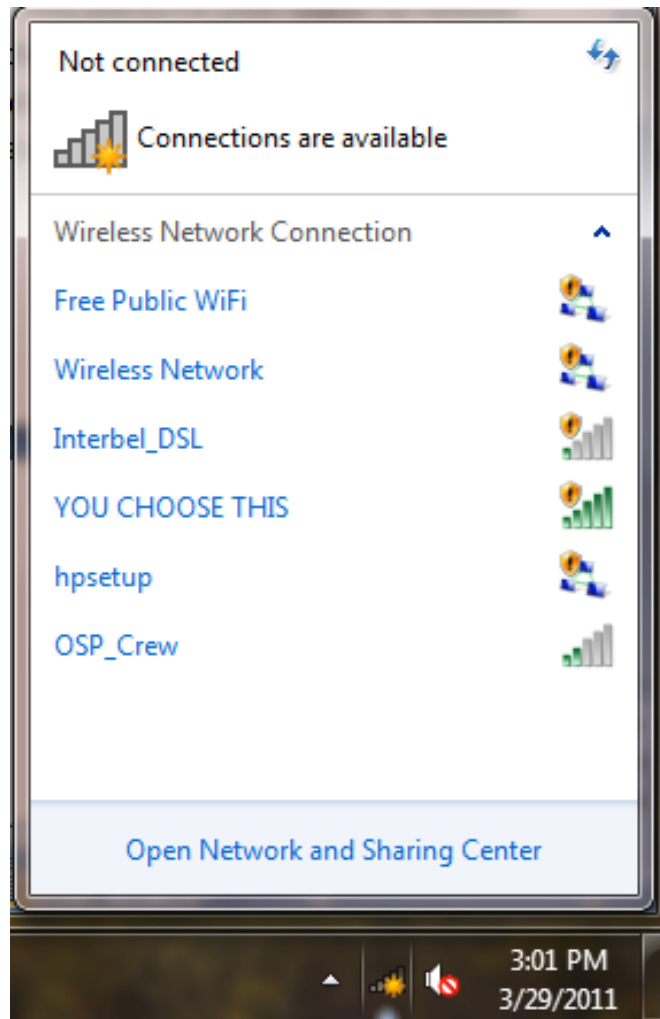 Not connected
Connections are available
Wireless Network Connection
Free Public WiFi
Wireless Network
Interbel_DSL
YOU CHOOSE THIS
hpsetup
OSP_Crew
Open Network and Sharing Center
3:01 PM
3/29/2011